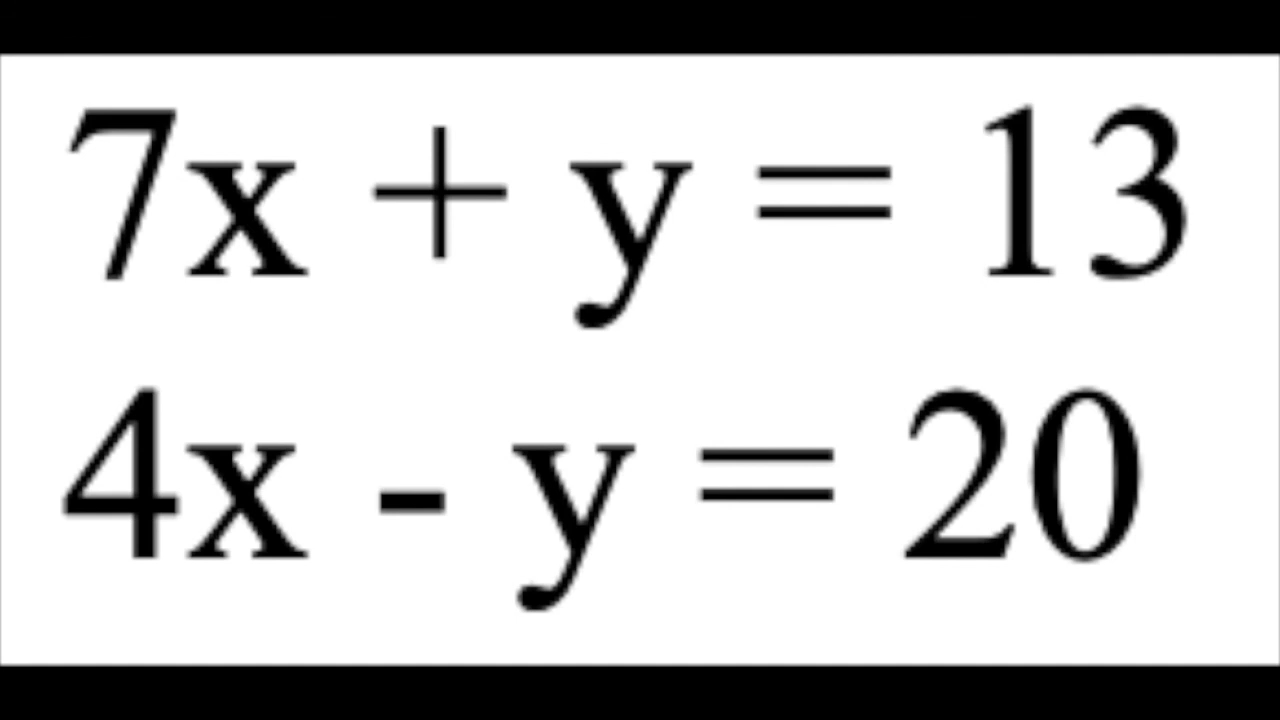 7x + y = 13
4x - y = 20